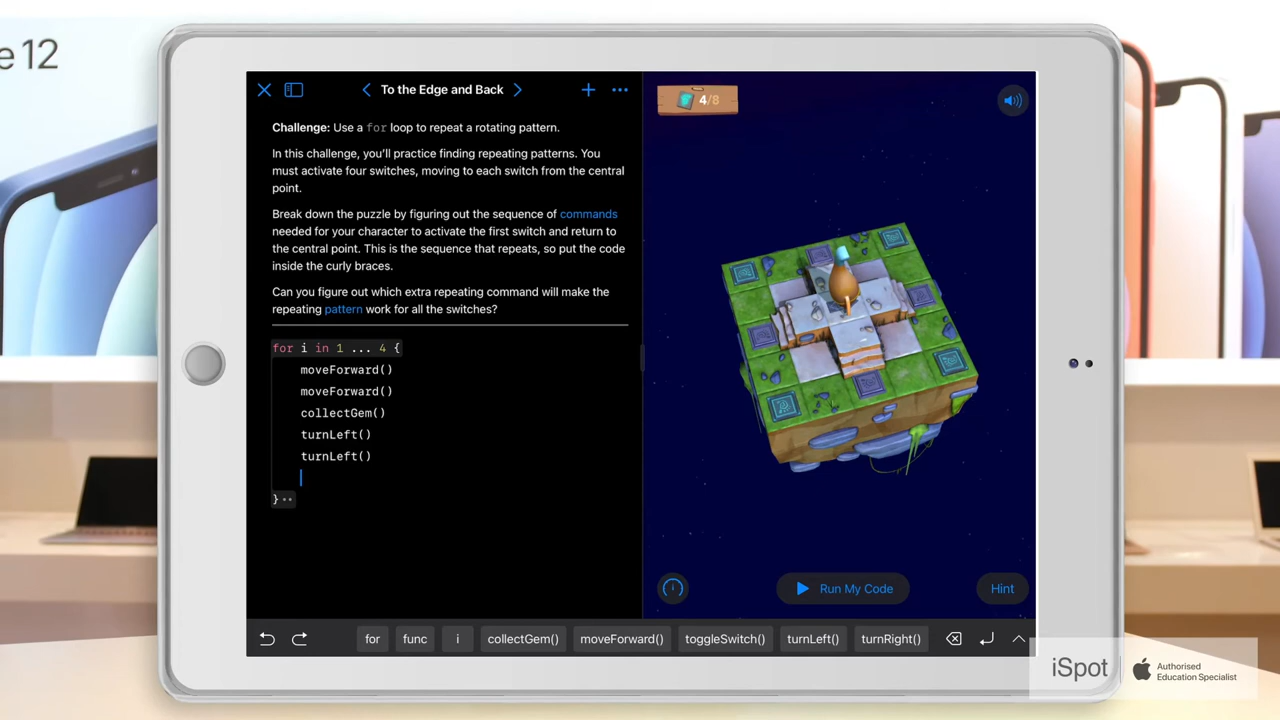 e 12
To the Edge and Back
4/8
Challenge: Use a for loop to repeat a rotating pattern.
In this challenge, you'll practice finding repeating patterns. You
must activate four switches, moving to each switch from the central
point.
Break down the puzzle by figuring out the sequence of commands
needed for your character to activate the first switch and return to
the central point. This is the sequence that repeats, so put the code
inside the curly braces.
Can you figure out which extra repeating command will make the
repeating pattern work for all the switches?
for i in 1 ... 4 {
moveForward()
moveForward()
collectGem()
turnLeft()
turnLeft()
}
Run My Code
Hint
for func i collectGem() moveForward() toggleSwitch() turnLeft() turnRight()
iSpot
Authorised
Education Specialist